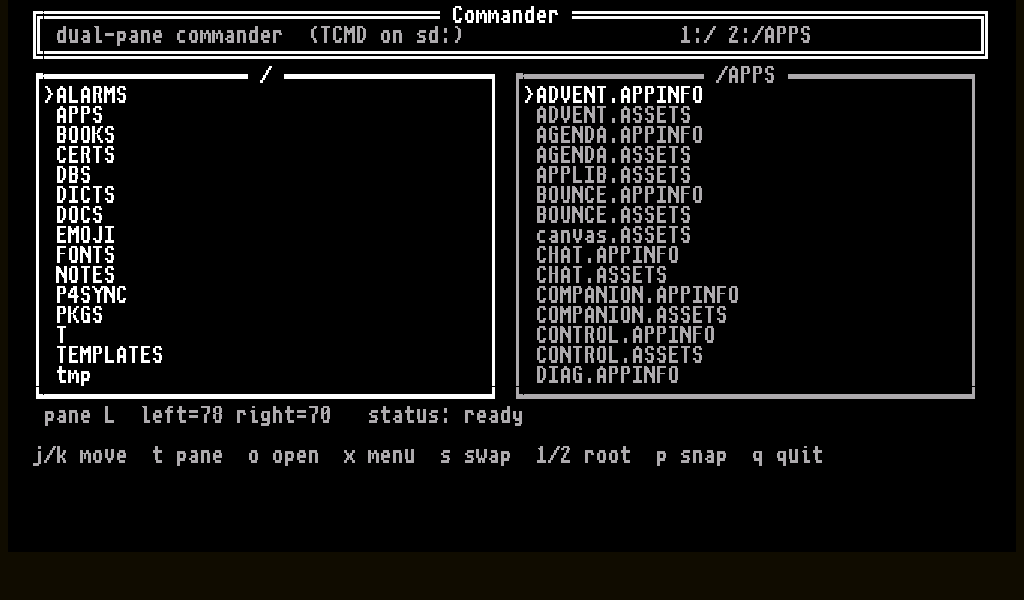 Commander
dual-pane commander (TCMD on sd:) 1:/ 2:/APPS
/ /APPS
>ALARMS >ADVENT.APPINFO
APPS ADVENT.ASSETS
BOOKS AGENDA.APPINFO
CERTS AGENDA.ASSETS
DBS APPLIB.ASSETS
DICTS BOUNCE.APPINFO
DOCS BOUNCE.ASSETS
EMOJI canvas.ASSETS
FONTS CHAT.APPINFO
NOTES CHAT.ASSETS
P4SYNC COMPANION.APPINFO
PKGS COMPANION.ASSETS
T CONTROL.APPINFO
TEMPLATES CONTROL.ASSETS
tmp DIAG.APPINFO
pane L left=78 right=70 status: ready
j/k move t pane o open x menu s swap 1/2 root p snap q quit